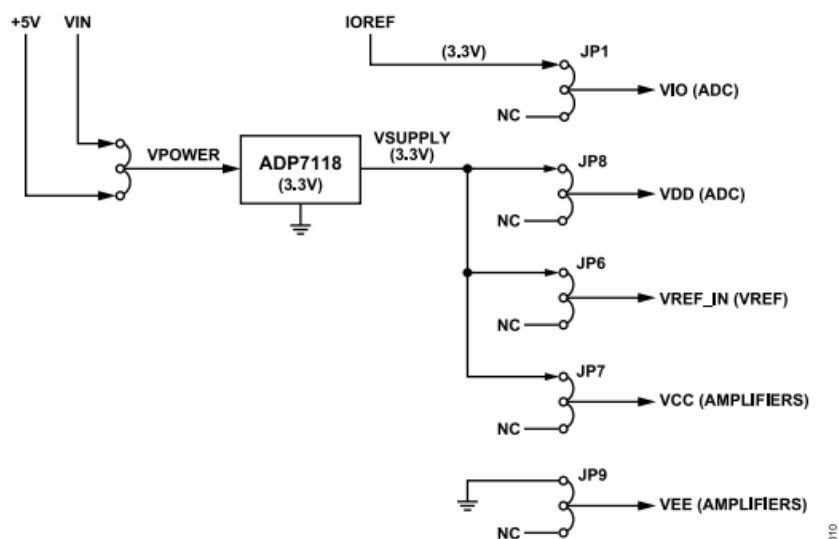 +5V VIN IOREF
(3.3V) JP1
VIO (ADC)
NC
VPOWER ADP7118 VSUPPLY
(3.3V) (3.3V)
JP8
VDD (ADC)
NC
JP6
VREF_IN (VREF)
NC
JP7
VCC (AMPLIFIERS)
NC
JP9
VEE (AMPLIFIERS)
NC